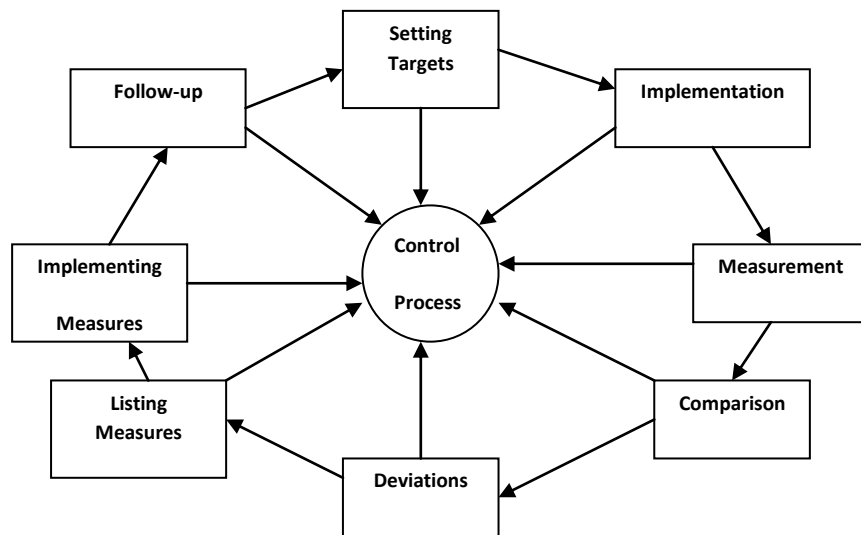 Setting
Targets
Implementation
Measurement
Comparison
Deviations
Listing
Measures
Implementing
Measures
Follow-up
Control
Process